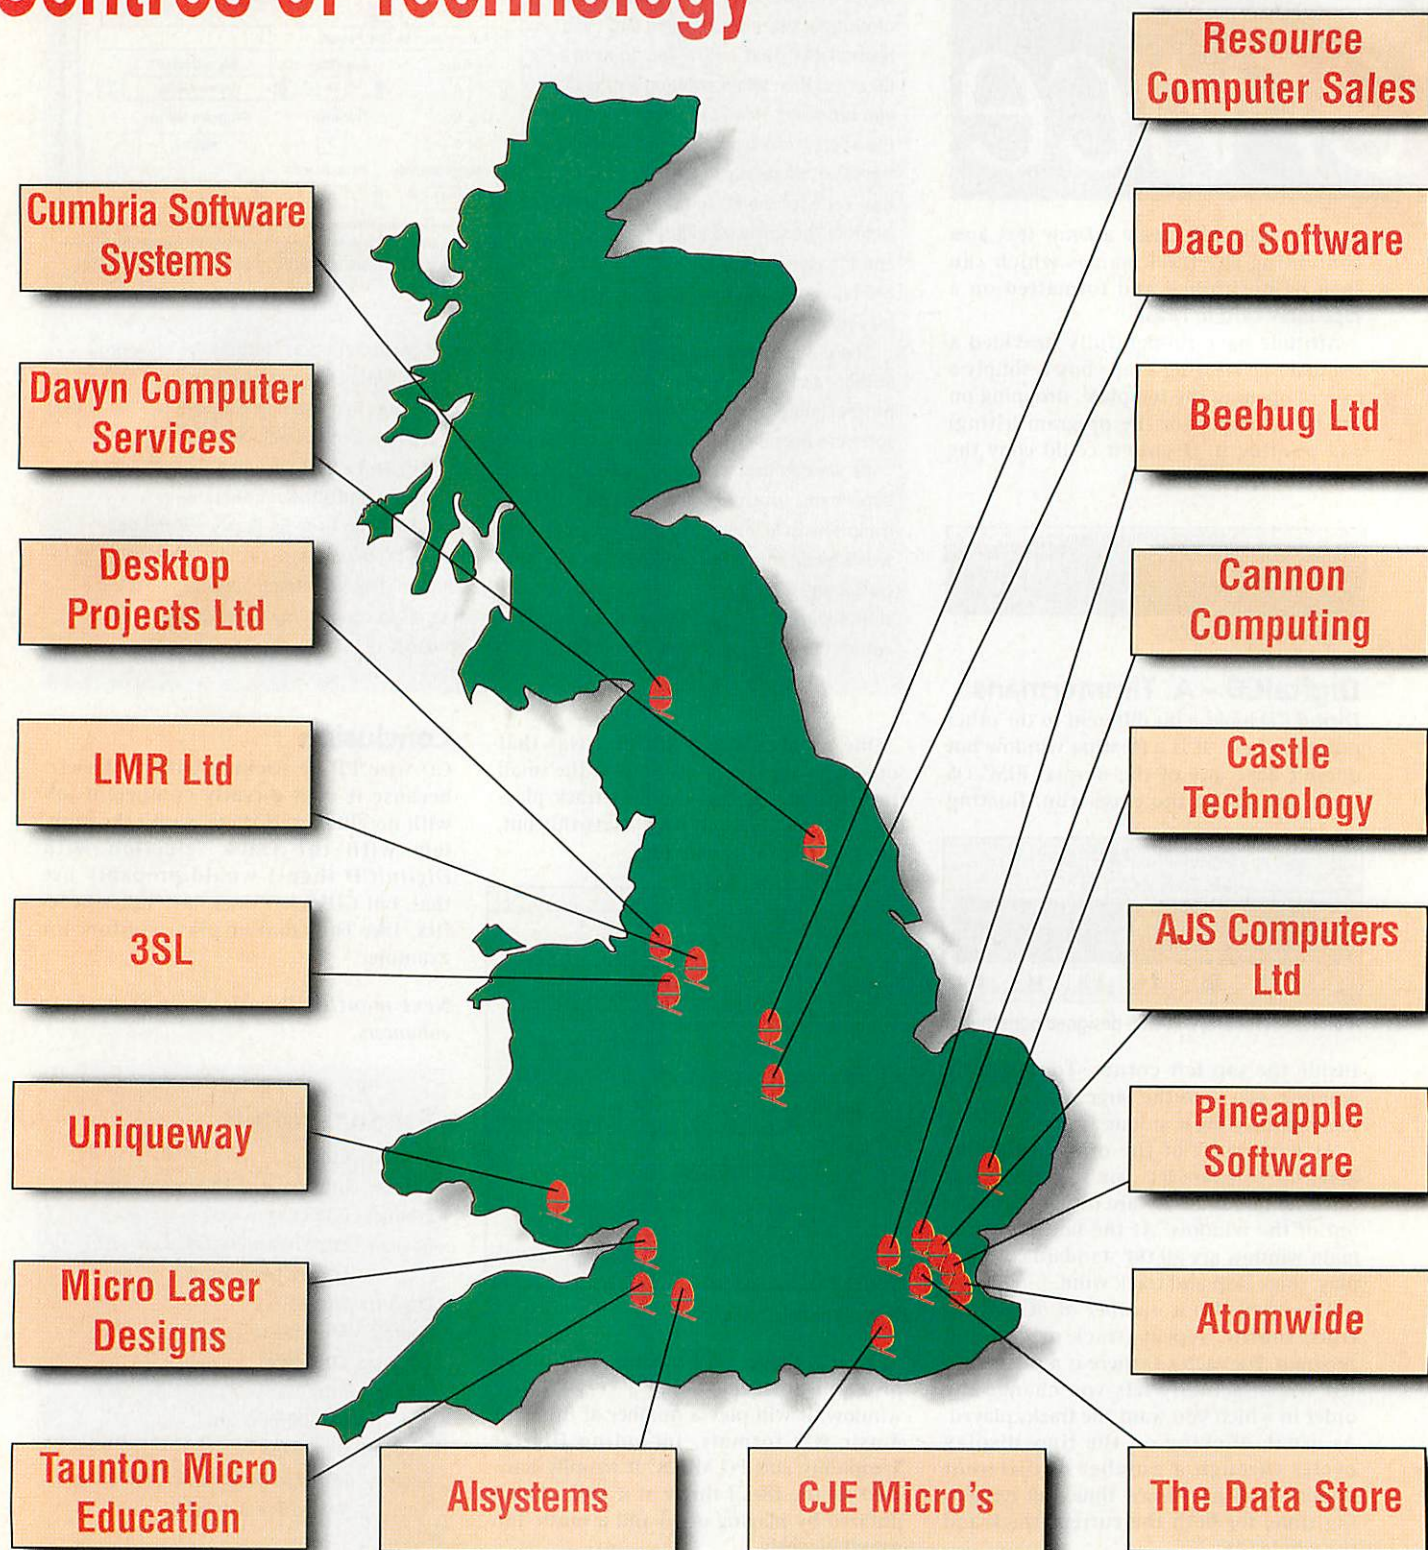 Centres of Technology
Resource
Computer Sales
Cumbria Software
Systems
Daco Software
Davyn Computer
Services
Beebug Ltd
Desktop
Projects Ltd
Cannon
Computing
LMR Ltd
Castle
Technology
3SL
AJS Computers
Ltd
Uniqueway
Pineapple
Software
Micro Laser
Designs
Atomwide
Taunton Micro
Education
Alsystems
CJE Micro's
The Data Store